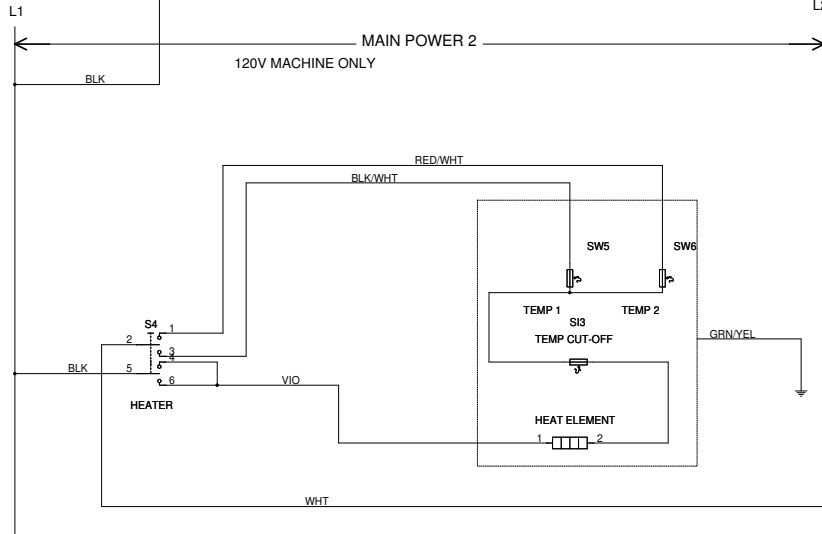 L1
MAIN POWER 2
120V MACHINE ONLY
BLK
RED/WHT
BLK/WHT
SW5
SW6
TEMP 1
TEMP 2
SI3
TEMP CUT-OFF
GRN/YEL
S4
1
2
3
4
BLK
5
6
VIO
HEATER
HEAT ELEMENT
1
2
WHT